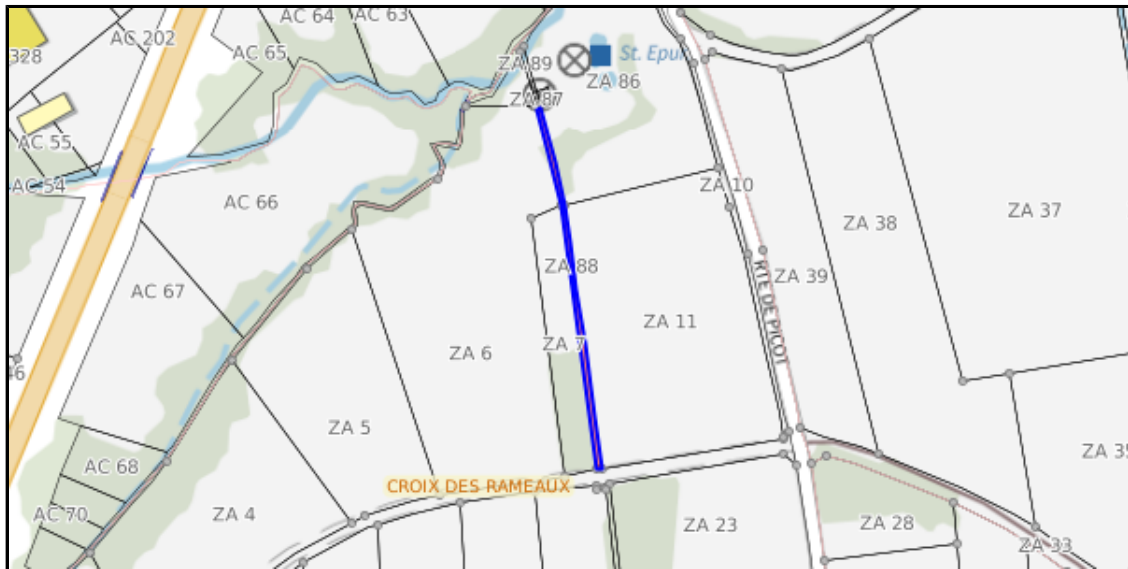 AC 64
AC 63
AC 202
328
AC 65
St. Epur
ZA 89
ZA 86
ZA 87
AC 55
AC 54
AC 66
ZA 10
ZA 38
ZA 37
ZA 88
ZA 39
AC 67
RTE DE PICOT
ZA 11
ZA 7
ZA 6
46
ZA 5
AC 68
ZA 35
CROIX DES RAMEAUX
AC 70
ZA 4
ZA 23
ZA 28
ZA 33